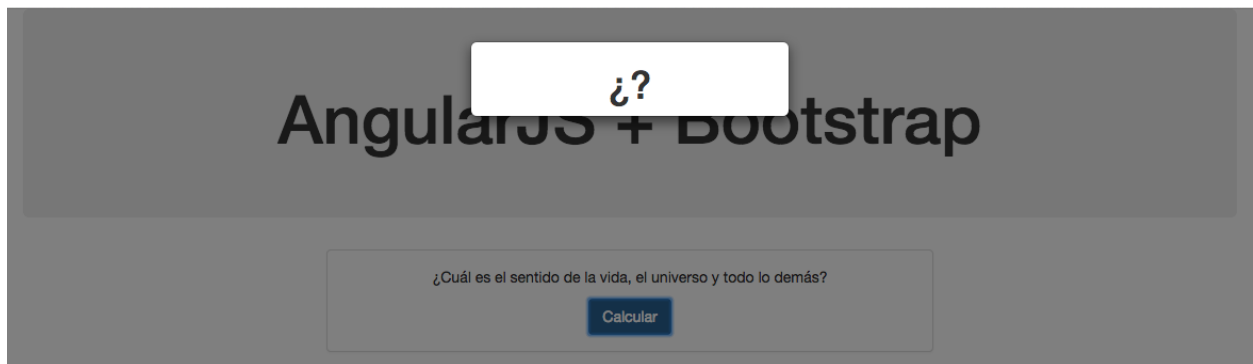 ¿?
AngularJS + Bootstrap
¿Cuál es el sentido de la vida, el universo y todo lo demás?
Calcular